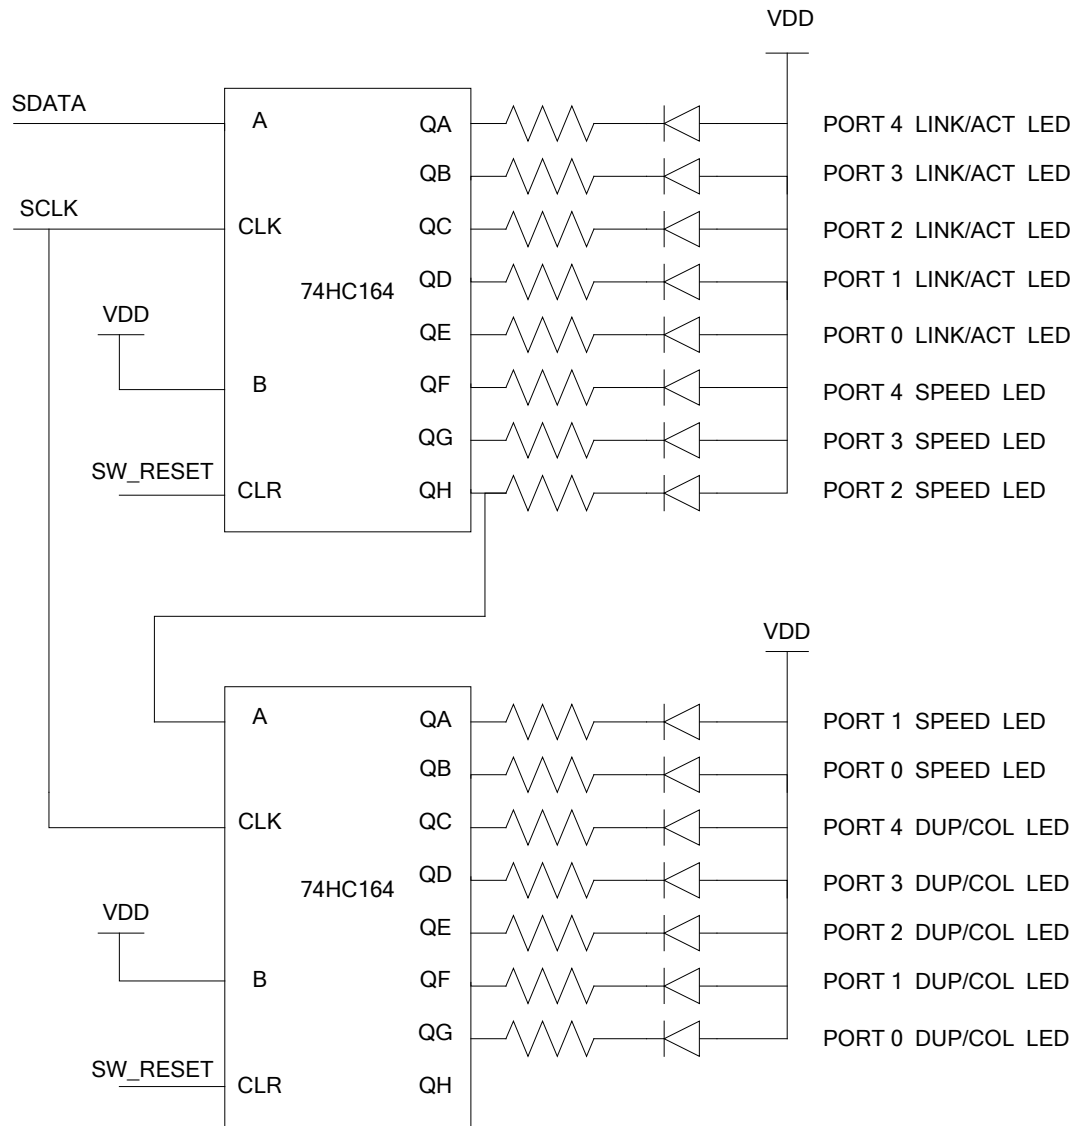 VDD
SDATA
A
QA
PORT 4 LINK/ACT LED
QB
PORT 3 LINK/ACT LED
SCLK
CLK
QC
PORT 2 LINK/ACT LED
QD
PORT 1 LINK/ACT LED
74HC164
VDD
QE
PORT 0 LINK/ACT LED
B
QF
PORT 4 SPEED LED
QG
PORT 3 SPEED LED
SW_RESET
CLR
QH
PORT 2 SPEED LED
VDD
A
QA
PORT 1 SPEED LED
QB
PORT 0 SPEED LED
CLK
QC
PORT 4 DUP/COL LED
QD
PORT 3 DUP/COL LED
74HC164
VDD
QE
PORT 2 DUP/COL LED
B
QF
PORT 1 DUP/COL LED
QG
PORT 0 DUP/COL LED
SW_RESET
CLR
QH